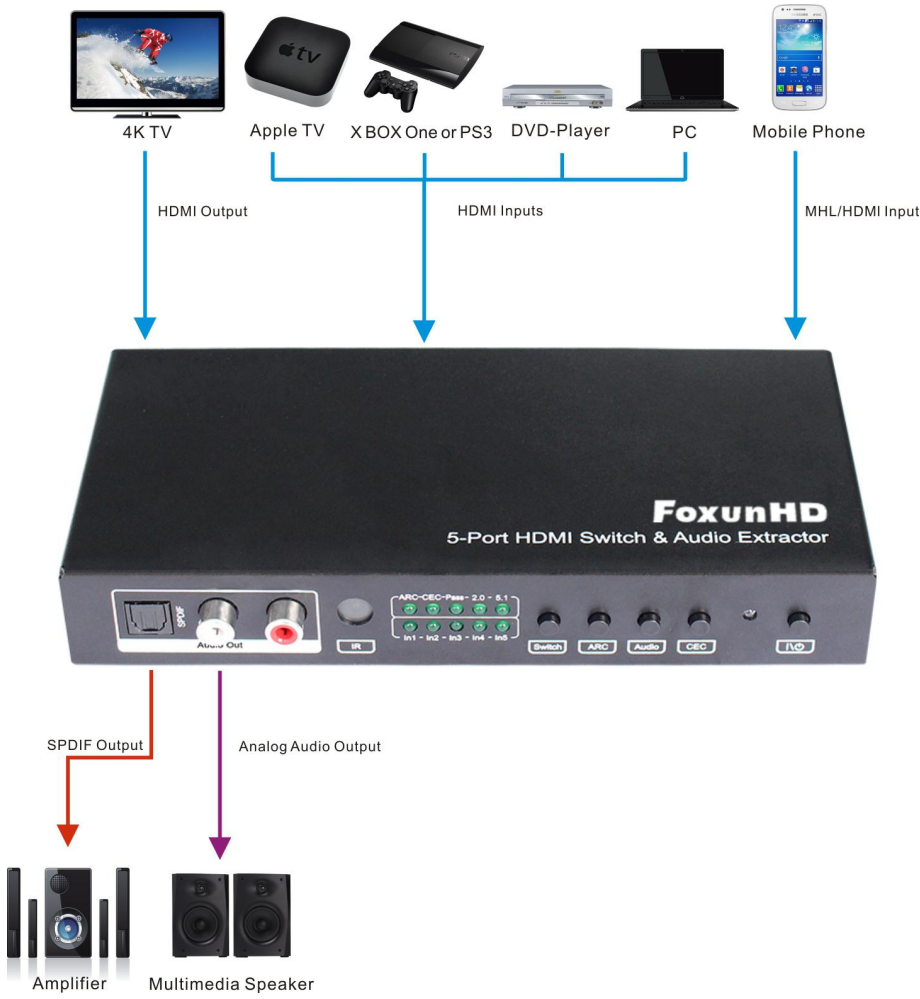 tv
4K TV
Apple TV
X BOX One or PS3
DVD-Player
PC
Mobile Phone
HDMI Output
HDMI Inputs
MHL/HDMI Input
FoxunHD
5-Port HDMI Switch & Audio Extractor
ARC-CEC-Pass- 2.0 - 5.1
SPDIF
In1 - In2 - In3 - In4 - In5
Audio Out
IR
Switch
ARC
Audio
CEC
SPDIF Output
Analog Audio Output
Amplifier
Multimedia Speaker